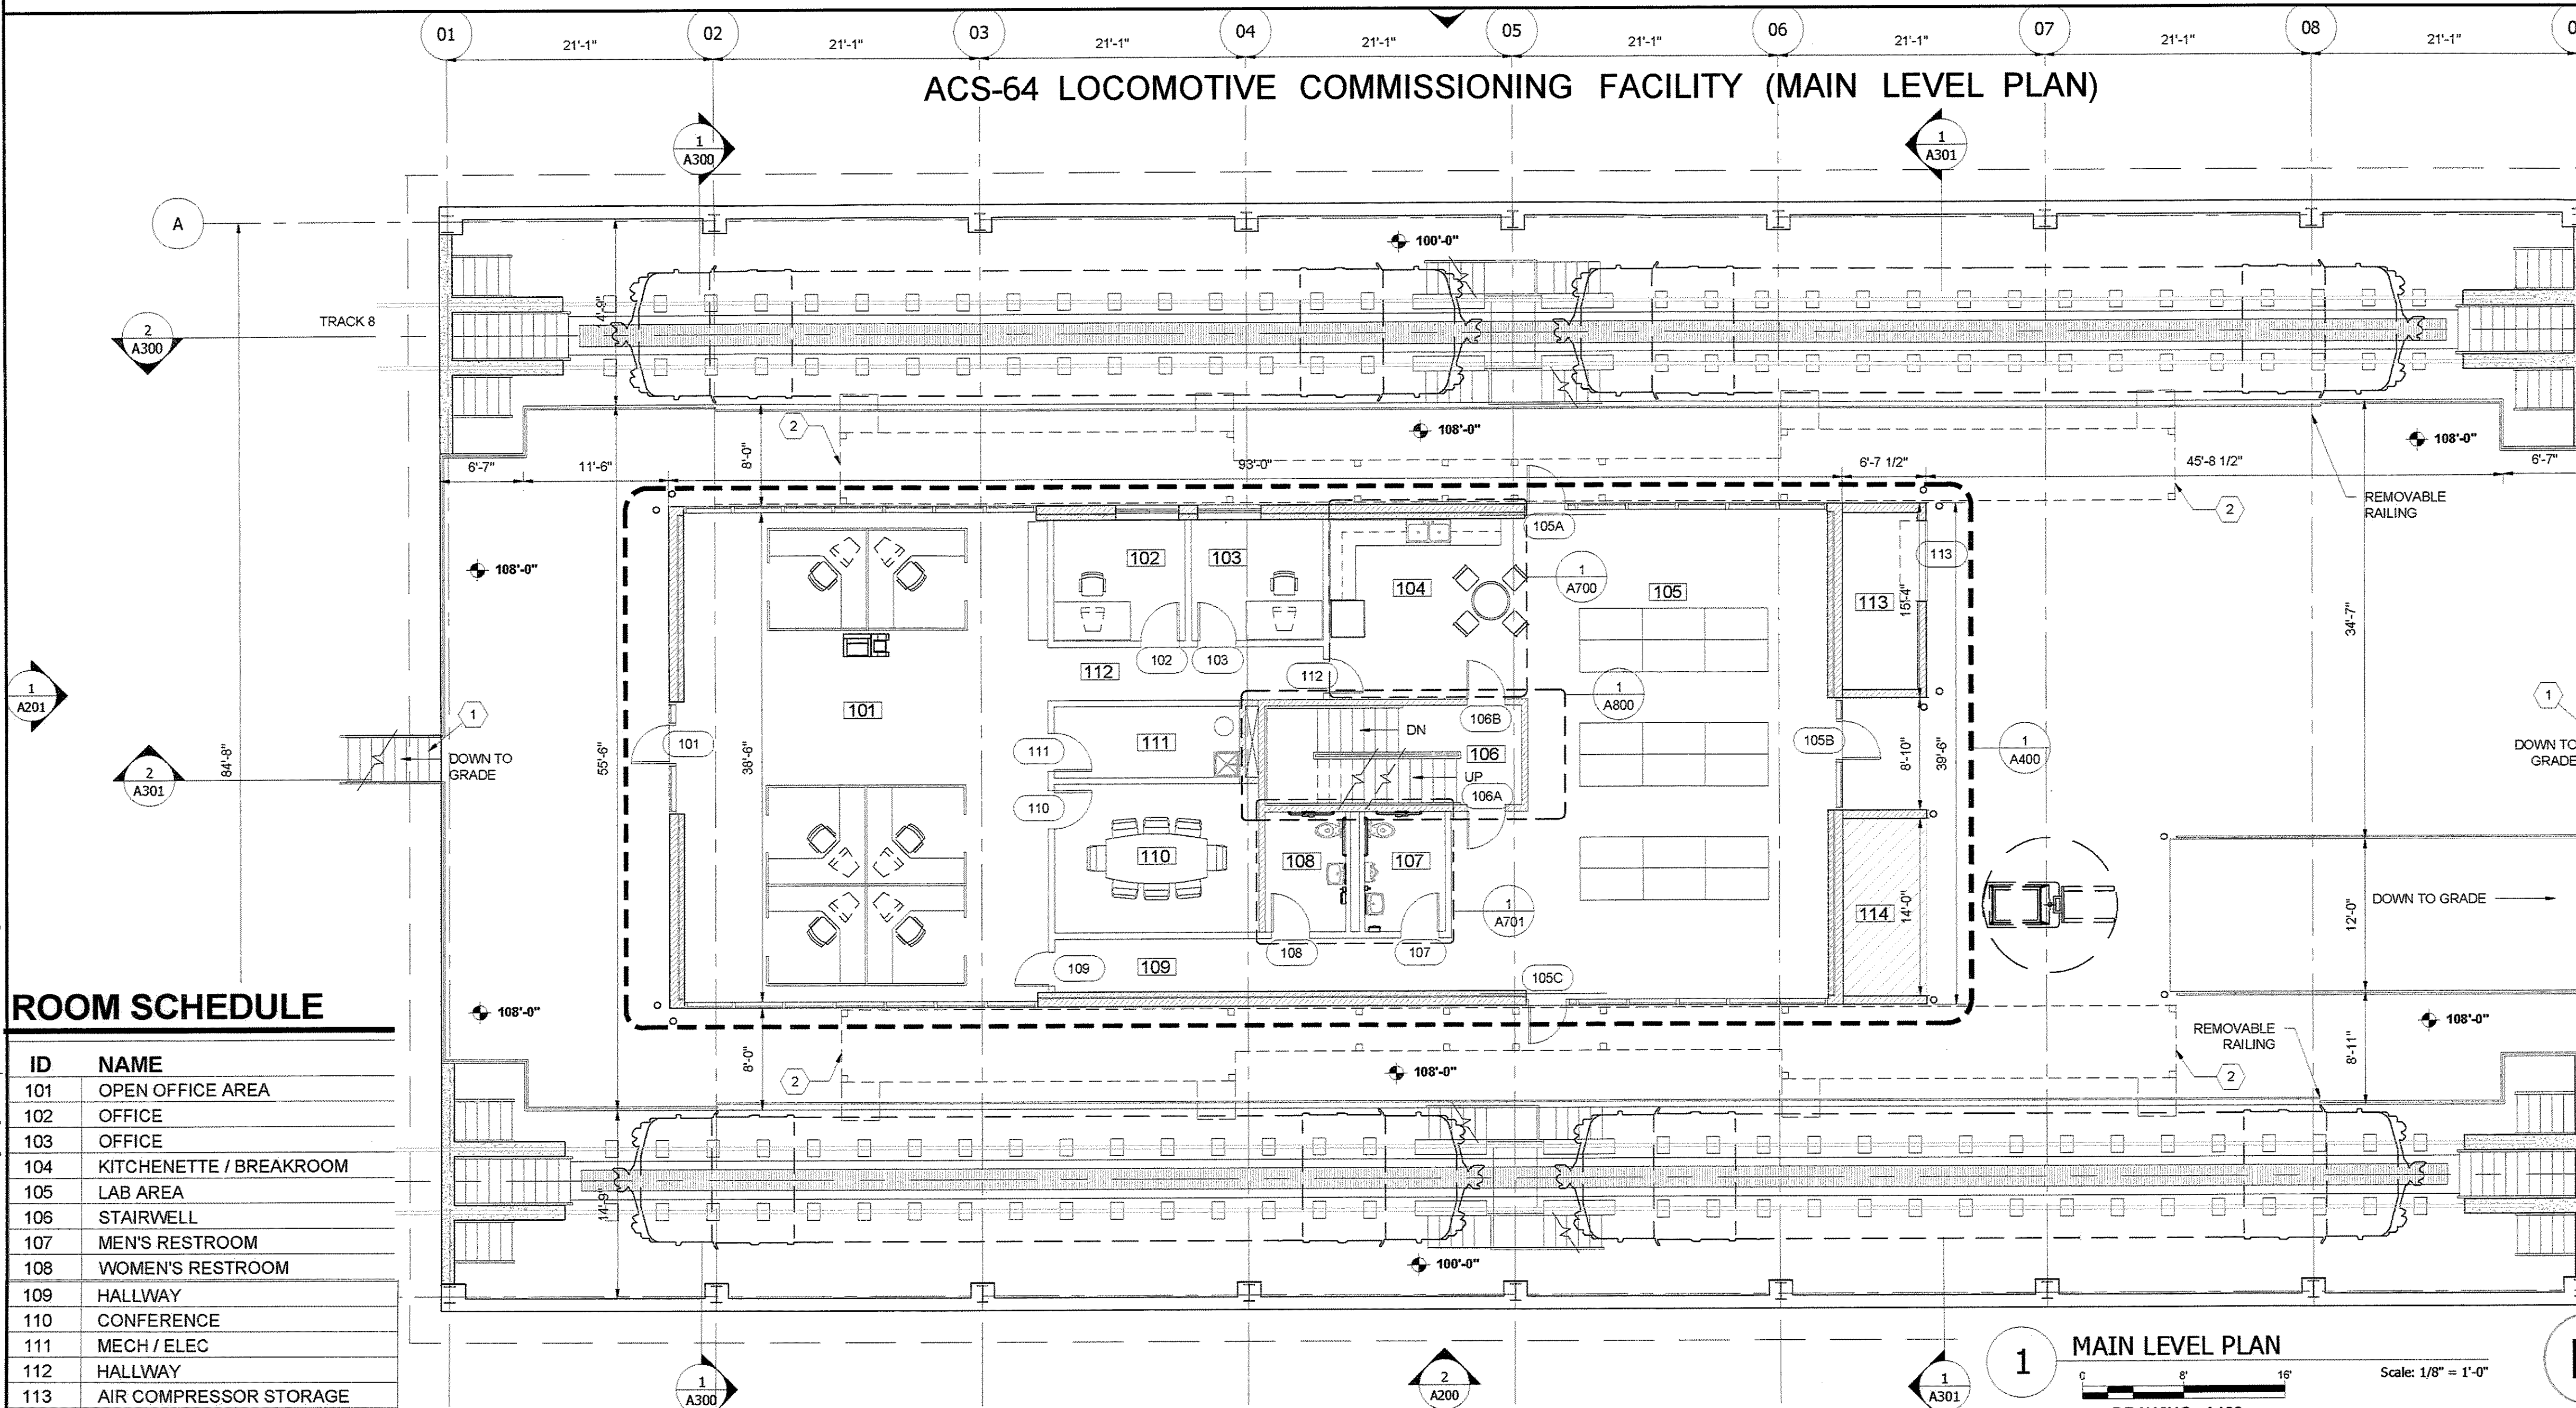 01 02 03 04 05 06 07 08
21'-1" 21'-1" 21'-1" 21'-1" 21'-1" 21'-1" 21'-1" 21'-1"
ACS-64 LOCOMOTIVE COMMISSIONING FACILITY (MAIN LEVEL PLAN)
1
A300
1
A301
A
100'-0"
14'-9"
TRACK 8
2
A300
2
8'-0"
108'-0"
108'-0"
6'-7"
11'-6"
93'-0"
6'-7 1/2"
45'-8 1/2"
6'-7"
REMOVABLE
RAILING
2
105A
113
108'-0"
102
103
104
1
A700
105
113
15'-4"
34'-7"
102
103
112
112
1
A800
1
A201
1
101
106B
1
DN
101
111
111
106
105B
1
A400
DOWN TO
GRADE
DOWN TO
GRADE
2
A301
84'-8"
55'-6"
38'-6"
8'-10"
39'-6"
UP
106A
110
110
108
107
1
A701
114
14'-0"
12'-0"
DOWN TO GRADE
108
107
109
109
105C
108'-0"
108'-0"
REMOVABLE
RAILING
8'-11"
8'-0"
2
108'-0"
2
14'-9"
100'-0"
ROOM SCHEDULE
ID NAME
101 OPEN OFFICE AREA
102 OFFICE
103 OFFICE
104 KITCHENETTE / BREAKROOM
105 LAB AREA
106 STAIRWELL
107 MEN'S RESTROOM
108 WOMEN'S RESTROOM
109 HALLWAY
110 CONFERENCE
111 MECH / ELEC
112 HALLWAY
113 AIR COMPRESSOR STORAGE
1
A300
2
A200
1
A301
1
MAIN LEVEL PLAN
0 8' 16'
Scale: 1/8" = 1'-0"